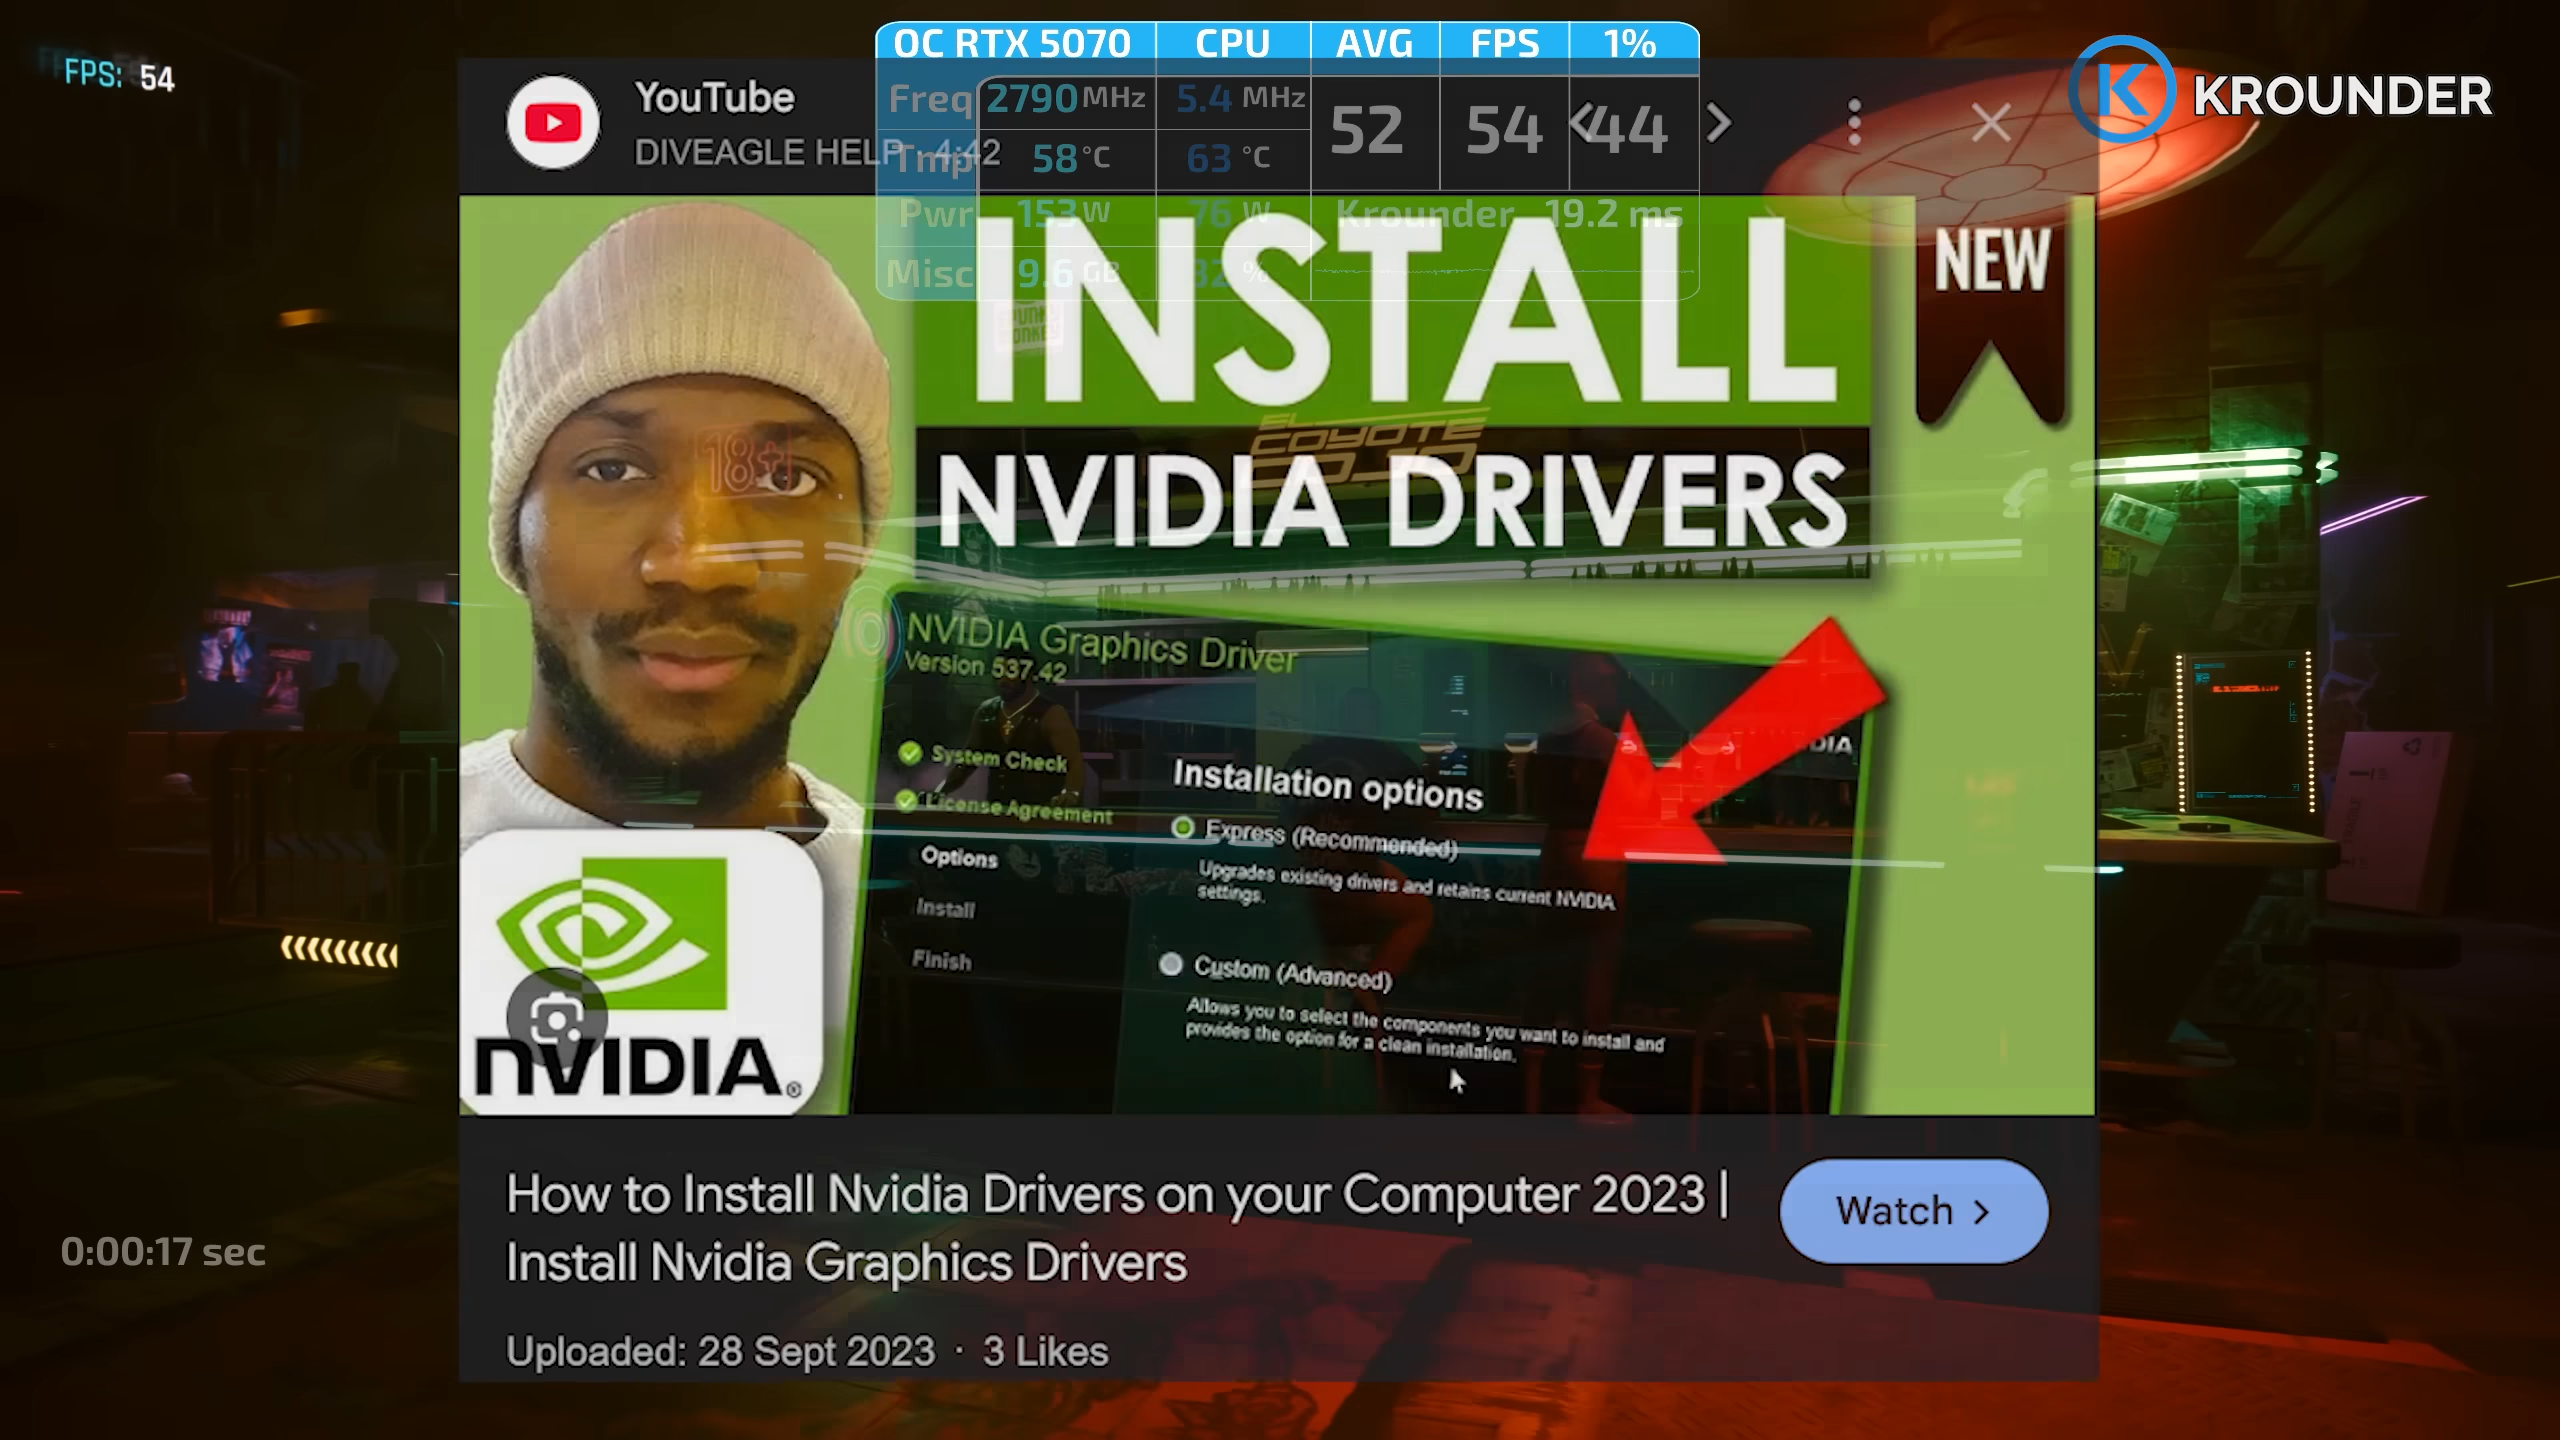 OC RTX 5070 CPU AVG FPS 1%
FPS: 54
YouTube
DIVEAGLE HELP · 4:42
Freq 2790 MHz 5.4 MHz 52 54 44
Tmp 58 °C 63 °C
Pwr 153 W 76 W Krounder 19.2 ms
Misc 9.6 GB 32 %
KROUNDER
INSTALL
NEW
NVIDIA DRIVERS
EL
COYOTE
COJO
18+
NVIDIA Graphics Driver
Version 537.42
System Check
License Agreement
Options
Install
Finish
Installation options
Express (Recommended)
Upgrades existing drivers and retains current NVIDIA
settings.
Custom (Advanced)
Allows you to select the components you want to install and
provides the option for a clean installation.
nVIDIA®
How to Install Nvidia Drivers on your Computer 2023 |
Install Nvidia Graphics Drivers
Watch
Uploaded: 28 Sept 2023 · 3 Likes
0:00:17 sec